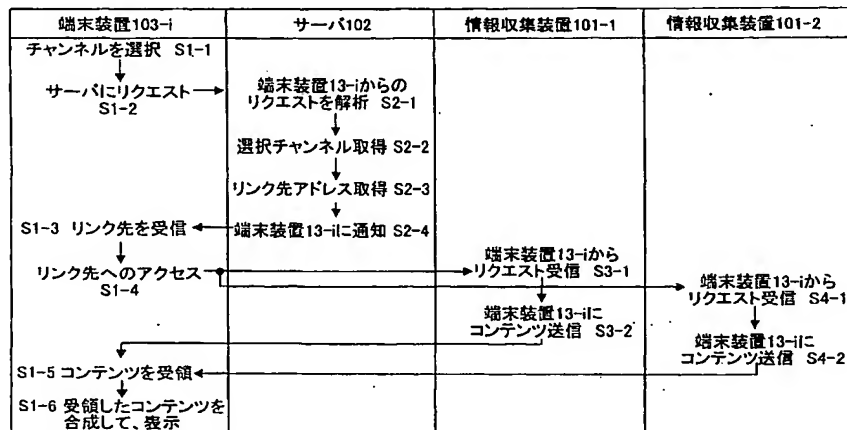 端末装置103-i
サーバ102
情報収集装置101-1
情報収集装置101-2
チャンネルを選択 S1-1
サーバにリクエスト
S1-2
端末装置13-iからの
リクエストを解析 S2-1
選択チャンネル取得 S2-2
リンク先アドレス取得 S2-3
端末装置13-iに通知 S2-4
S1-3 リンク先を受信
リンク先へのアクセス
S1-4
端末装置13-iから
リクエスト受信 S3-1
端末装置13-iに
コンテンツ送信 S3-2
端末装置13-iから
リクエスト受信 S4-1
端末装置13-iに
コンテンツ送信 S4-2
S1-5 コンテンツを受領
S1-6 受領したコンテンツを
合成して、表示